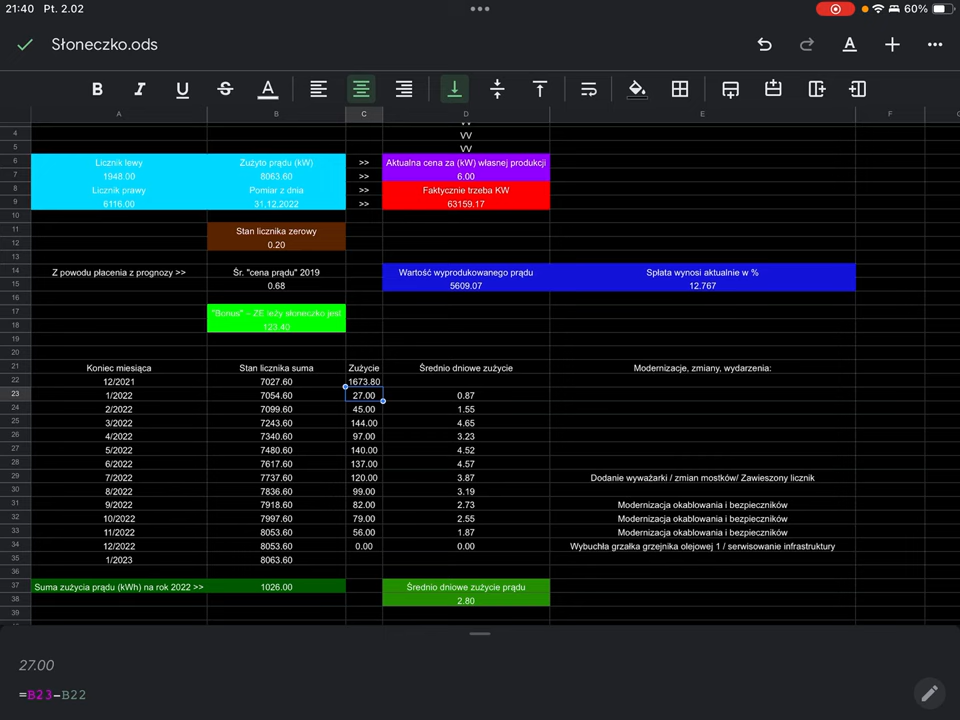 21:40 Pt. 2.02 60%
Słoneczko.ods
B I U S A A
A B C D E F
4 VV
5 VV
6 Licznik lewy Zużyto prądu (kW) >> Aktualna cena za (kW) własnej produkcji
7 1948.00 8063.60 >> 6.00
8 Licznik prawy Pomiar z dnia >> Faktycznie trzeba KW
9 6116.00 31.12.2022 >> 63159.17
10
11 Stan licznika zerowy
12 0.20
13
14 Z powodu płacenia z prognozy >> Śr. "cena prądu" 2019 Wartość wyprodukowanego prądu Spłata wynosi aktualnie w %
15 0.68 5609.07 12.767
16
17 "Bonus" – ZE leży słoneczko jest
18 123.40
19
20
21 Koniec miesiąca Stan licznika suma Zużycie Średnio dniowe zużycie Modernizacje, zmiany, wydarzenia:
22 12/2021 7027.60 1673.80
23 1/2022 7054.60 27.00 0.87
24 2/2022 7099.60 45.00 1.55
25 3/2022 7243.60 144.00 4.65
26 4/2022 7340.60 97.00 3.23
27 5/2022 7480.60 140.00 4.52
28 6/2022 7617.60 137.00 4.57
29 7/2022 7737.60 120.00 3.87 Dodanie wyważarki / zmian mostków/ Zawieszony licznik
30 8/2022 7836.60 99.00 3.19
31 9/2022 7918.60 82.00 2.73 Modernizacja okablowania i bezpieczników
32 10/2022 7997.60 79.00 2.55 Modernizacja okablowania i bezpieczników
33 11/2022 8053.60 56.00 1.87 Modernizacja okablowania i bezpieczników
34 12/2022 8053.60 0.00 0.00 Wybuchła grzałka grzejnika olejowej 1 / serwisowanie infrastruktury
35 1/2023 8063.60
36
37 Suma zużycia prądu (kWh) na rok 2022 >> 1026.00 Średnio dniowe zużycie prądu
38 2.80
39
27.00
=B23-B22